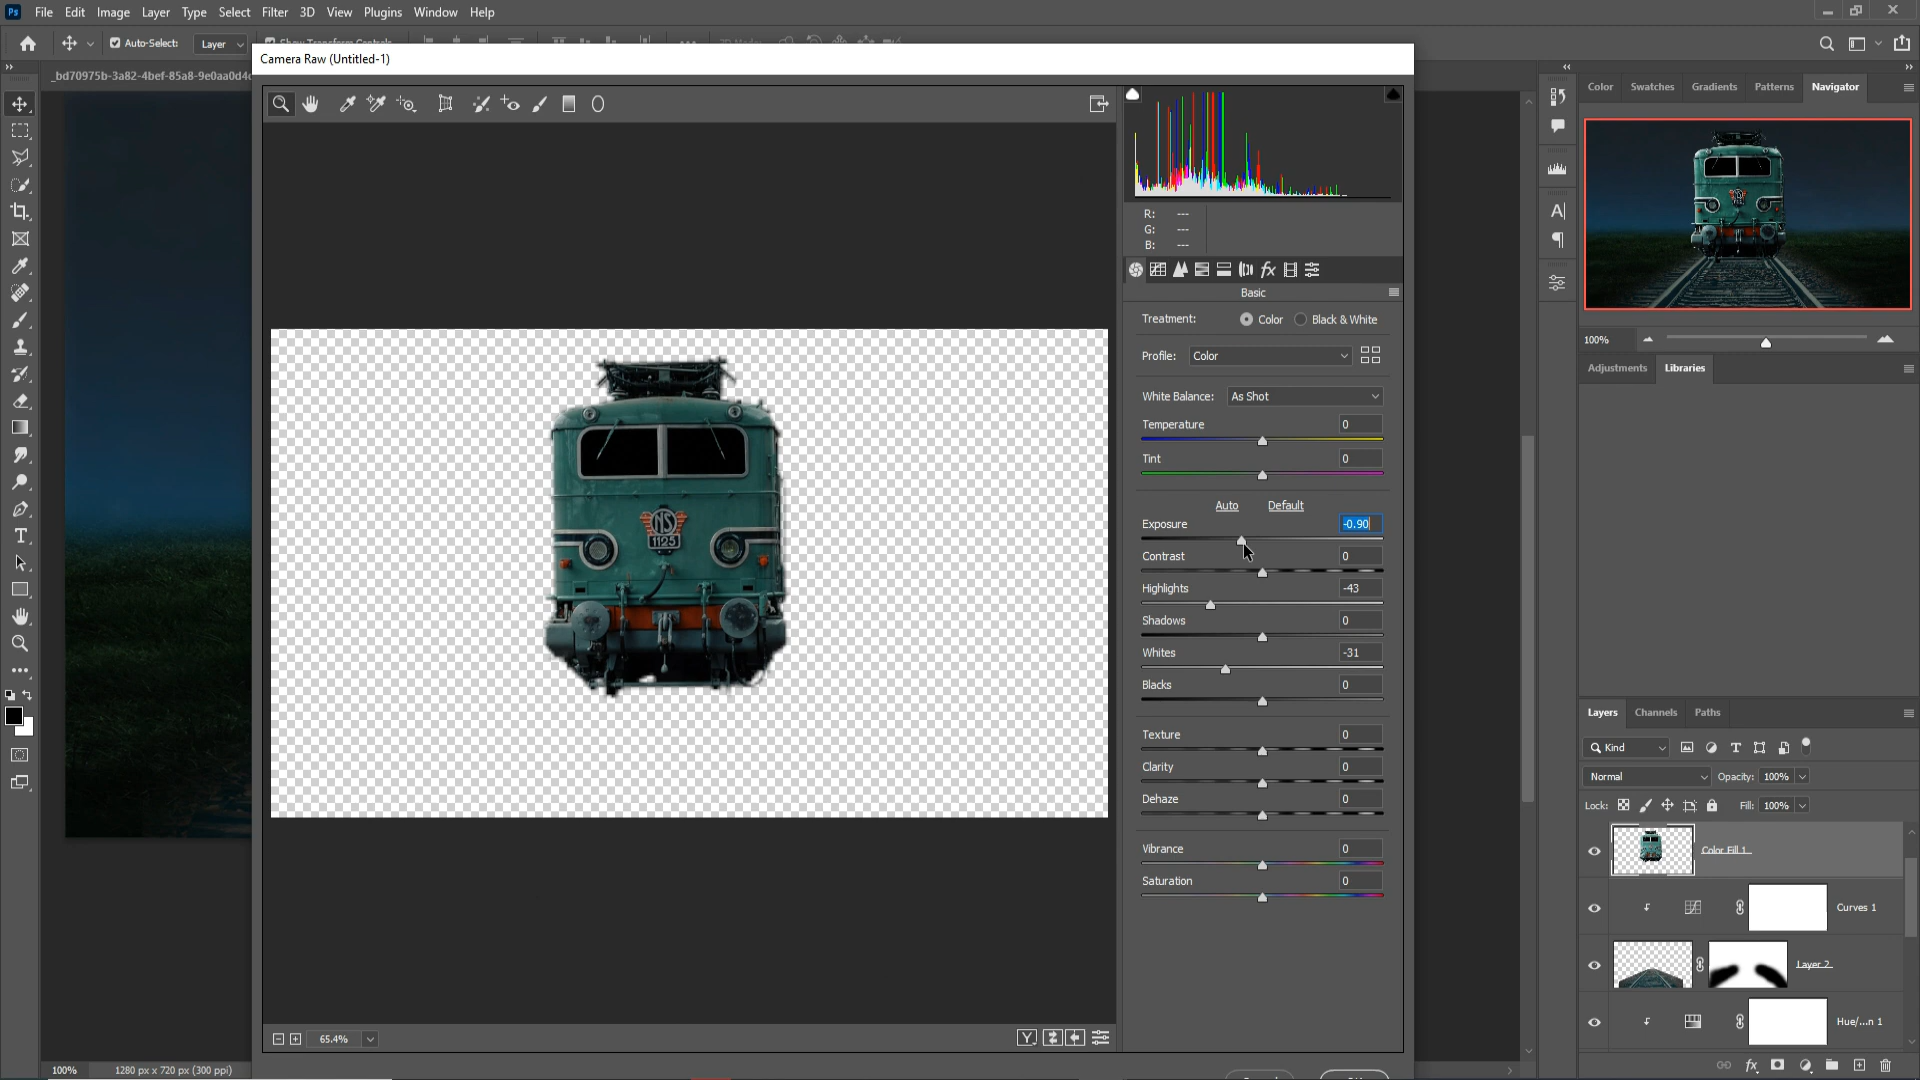 Ps File Edit Image Layer Type Select Filter 3D View Plugins Window Help
Auto-Select: Layer Show Transform Controls
_bd70975b-3a82-4bef-85a8-9e0aa0d4
Camera Raw (Untitled-1)
R: ---
G: ---
B: ---
Basic
Treatment: Color Black & White
Profile: Color
White Balance: As Shot
Temperature 0
Tint 0
Auto Default
Exposure -0.90
Contrast 0
Highlights -43
Shadows 0
Whites -31
Blacks 0
Texture 0
Clarity 0
Dehaze 0
Vibrance 0
Saturation 0
NS
1125
65.4%
Color Swatches Gradients Patterns Navigator
100%
Adjustments Libraries
Layers Channels Paths
Kind
Normal Opacity: 100%
Lock: Fill: 100%
Color Fill 1
Curves 1
Layer 2
Hue/...n 1
100% 1280 px x 720 px (300 ppi)